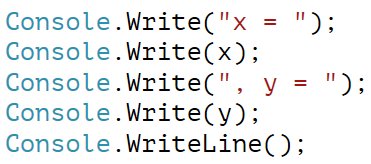 Console.Write("x = ");
Console.Write(x);
Console.Write(", y = ");
Console.Write(y);
Console.WriteLine();